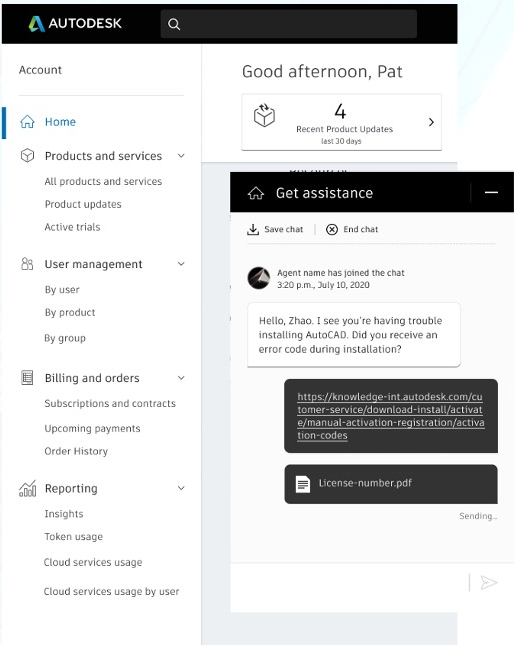 AUTODESK
Account
Home
Products and services
All products and services
Product updates
Active trials
User management
By user
By product
By group
Billing and orders
Subscriptions and contracts
Upcoming payments
Order History
Reporting
Insights
Token usage
Cloud services usage
Cloud services usage by user
Good afternoon, Pat
4
Recent Product Updates
last 30 days
Get assistance
Save chat
End chat
Agent name has joined the chat
3:20 p.m., July 10, 2020
Hello, Zhao. I see you're having trouble
installing AutoCAD. Did you receive an
error code during installation?
https://knowledge-int.autodesk.com/cu
tomer-service/download-install/activat
e/manual-activation-registration/activa
tion-codes
License-number.pdf
Sending...